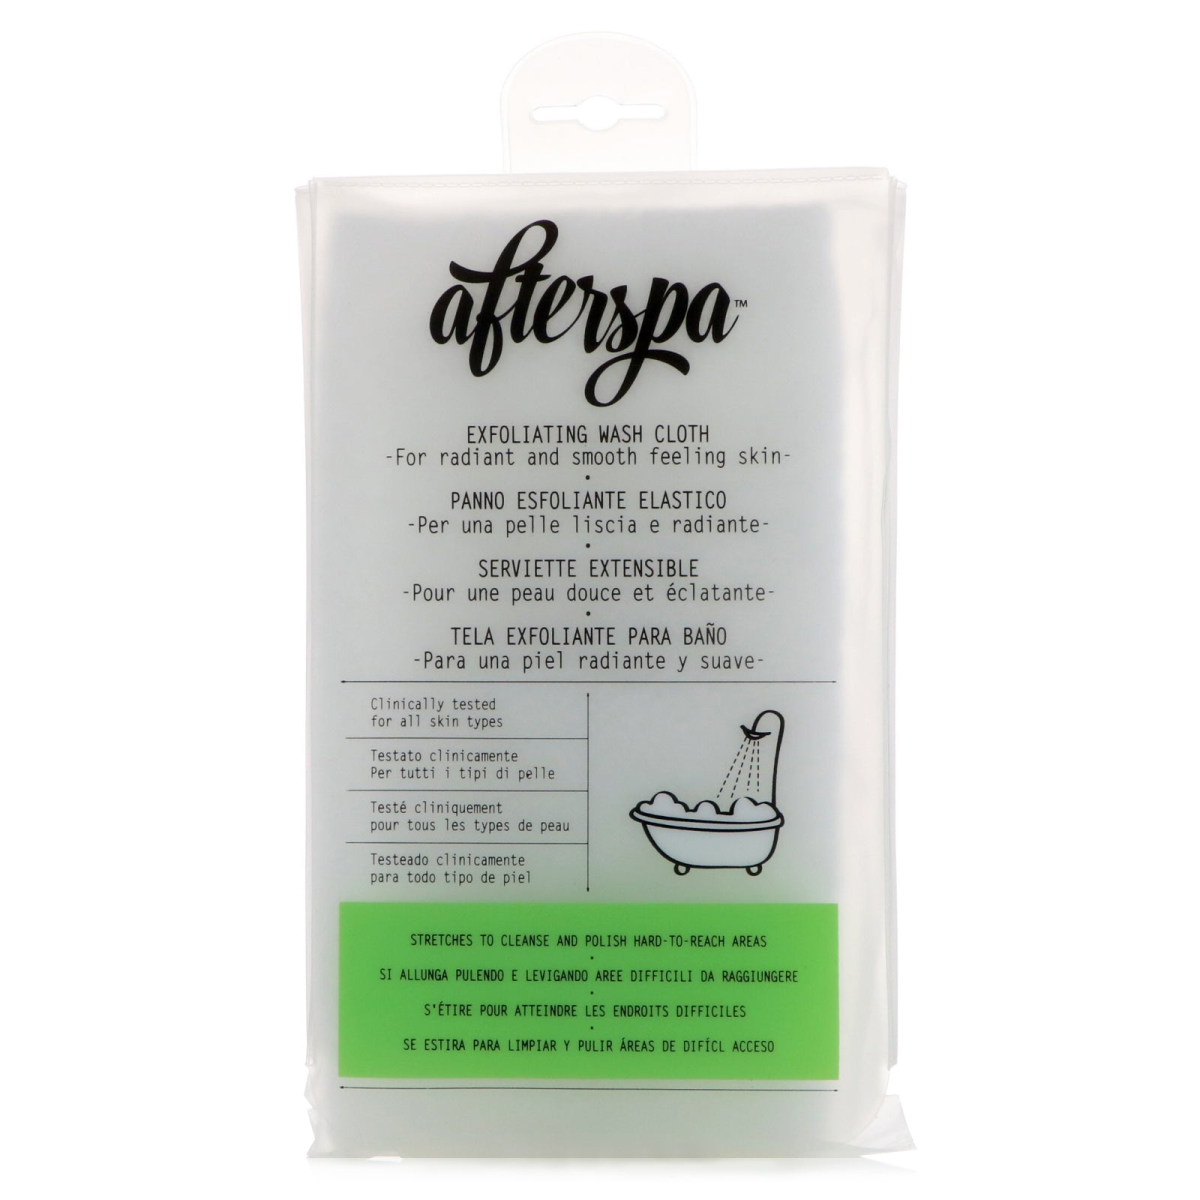 afterspa™
EXFOLIATING WASH CLOTH
-For radiant and smooth feeling skin-
•
PANNO ESFOLIANTE ELASTICO
-Per una pelle liscia e radiante-
•
SERVIETTE EXTENSIBLE
-Pour une peau douce et éclatante-
•
TELA EXFOLIANTE PARA BAÑO
-Para una piel radiante y suave-
Clinically tested
for all skin types
Testato clinicamente
Per tutti i tipi di pelle
Testé cliniquement
pour tous les types de peau
Testeado clinicamente
para todo tipo de piel
STRETCHES TO CLEANSE AND POLISH HARD-TO-REACH AREAS
•
SI ALLUNGA PULENDO E LEVIGANDO AREE DIFFICILI DA RAGGIUNGERE
•
S'ÉTIRE POUR ATTEINDRE LES ENDROITS DIFFICILES
•
SE ESTIRA PARA LIMPIAR Y PULIR ÁREAS DE DIFÍCL ACCESO